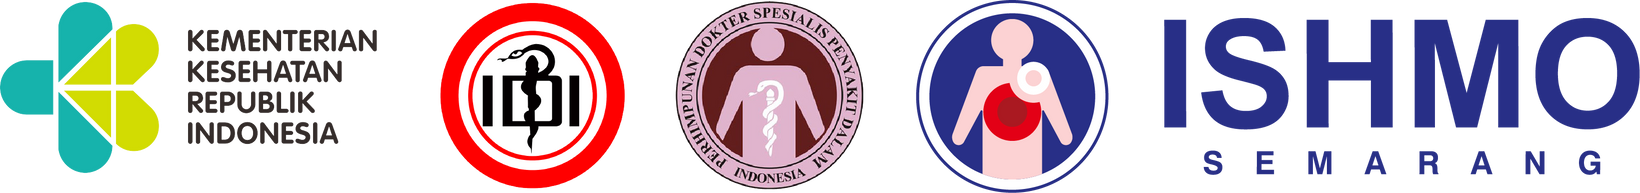 KEMENTERIAN
KESEHATAN
REPUBLIK
INDONESIA
IDI
PERHIMPUNAN DOKTER SPESIALIS PENYAKIT DALAM
INDONESIA
ISHMO
SEMARANG